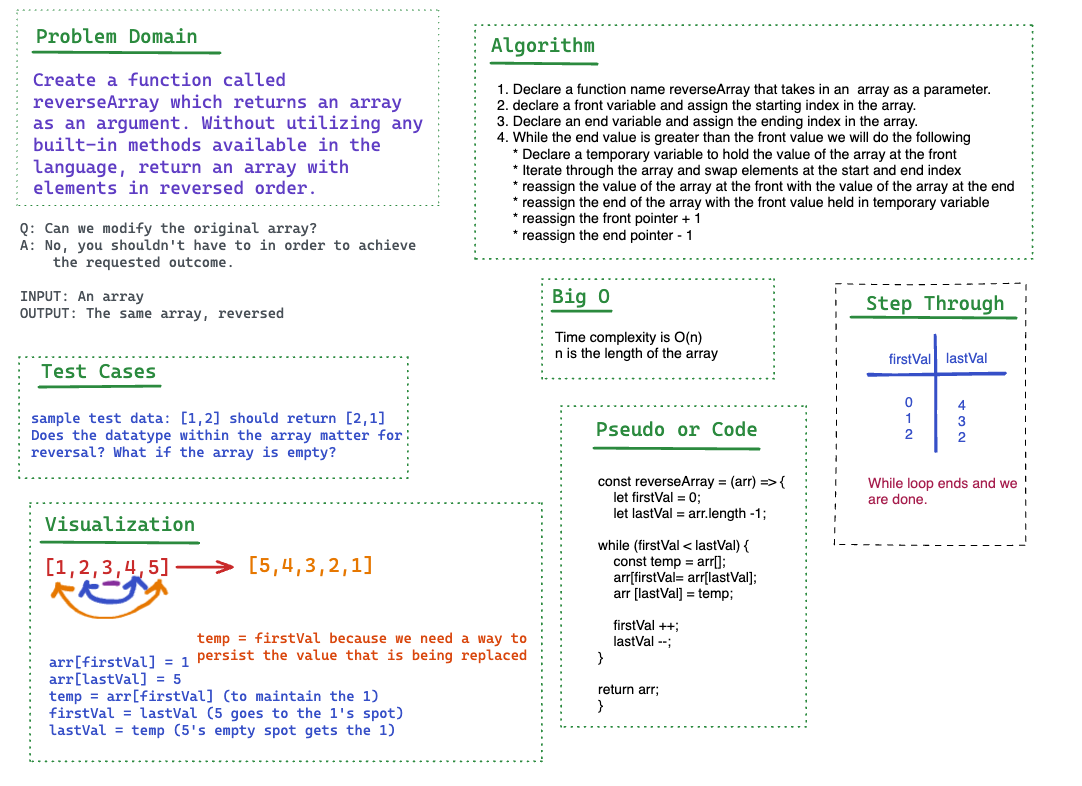 Problem Domain
Create a function called
reverseArray which returns an array
as an argument. Without utilizing any
built-in methods available in the
language, return an array with
elements in reversed order.
Q: Can we modify the original array?
A: No, you shouldn't have to in order to achieve
the requested outcome.
INPUT: An array
OUTPUT: The same array, reversed
Test Cases
sample test data: [1,2] should return [2,1]
Does the datatype within the array matter for
reversal? What if the array is empty?
Visualization
[1,2,3,4,5]
[5,4,3,2,1]
temp = firstVal because we need a way to
persist the value that is being replaced
arr[firstVal] = 1
arr[lastVal] = 5
temp = arr[firstVal] (to maintain the 1)
firstVal = lastVal (5 goes to the 1's spot)
lastVal = temp (5's empty spot gets the 1)
Algorithm
1. Declare a function name reverseArray that takes in an  array as a parameter.
2. declare a front variable and assign the starting index in the array.
3. Declare an end variable and assign the ending index in the array.
4. While the end value is greater than the front value we will do the following
* Declare a temporary variable to hold the value of the array at the front
* Iterate through the array and swap elements at the start and end index
* reassign the value of the array at the front with the value of the array at the end
* reassign the end of the array with the front value held in temporary variable
* reassign the front pointer + 1
* reassign the end pointer - 1
Big O
Time complexity is O(n)
n is the length of the array
Pseudo or Code
const reverseArray = (arr) => {
let firstVal = 0;
let lastVal = arr.length -1;
while (firstVal < lastVal) {
const temp = arr[];
arr[firstVal= arr[lastVal];
arr [lastVal] = temp;
firstVal ++;
lastVal --;
}
return arr;
}
Step Through
firstVal lastVal
0 4
1 3
2 2
While loop ends and we
are done.